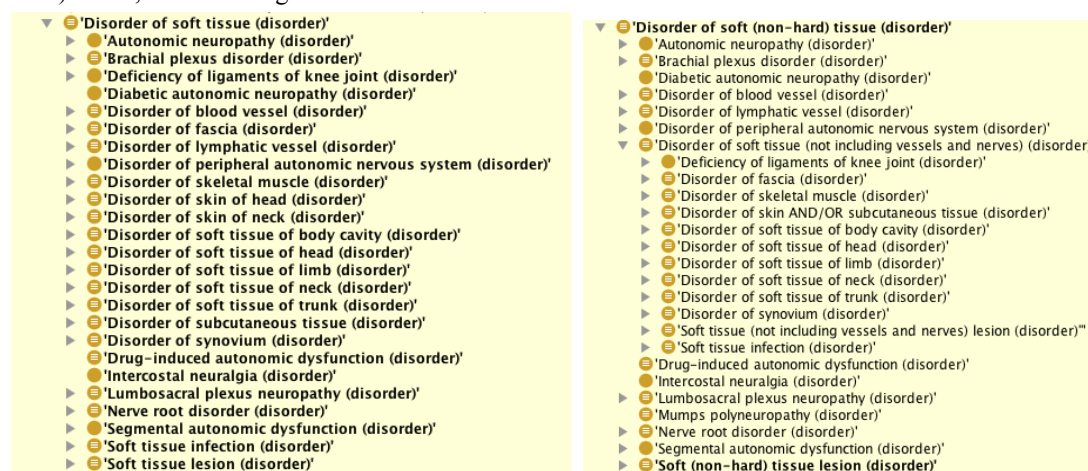 'Disorder of soft tissue (disorder)'
'Autonomic neuropathy (disorder)'
'Brachial plexus disorder (disorder)'
'Deficiency of ligaments of knee joint (disorder)'
'Diabetic autonomic neuropathy (disorder)'
'Disorder of blood vessel (disorder)'
'Disorder of fascia (disorder)'
'Disorder of lymphatic vessel (disorder)'
'Disorder of peripheral autonomic nervous system (disorder)'
'Disorder of skeletal muscle (disorder)'
'Disorder of skin of head (disorder)'
'Disorder of skin of neck (disorder)'
'Disorder of soft tissue of body cavity (disorder)'
'Disorder of soft tissue of head (disorder)'
'Disorder of soft tissue of limb (disorder)'
'Disorder of soft tissue of neck (disorder)'
'Disorder of soft tissue of trunk (disorder)'
'Disorder of subcutaneous tissue (disorder)'
'Disorder of synovium (disorder)'
'Drug-induced autonomic dysfunction (disorder)'
'Intercostal neuralgia (disorder)'
'Lumbosacral plexus neuropathy (disorder)'
'Nerve root disorder (disorder)'
'Segmental autonomic dysfunction (disorder)'
'Soft tissue infection (disorder)'
'Soft tissue lesion (disorder)'
'Disorder of soft (non-hard) tissue (disorder)'
'Autonomic neuropathy (disorder)'
'Brachial plexus disorder (disorder)'
'Diabetic autonomic neuropathy (disorder)'
'Disorder of blood vessel (disorder)'
'Disorder of lymphatic vessel (disorder)'
'Disorder of peripheral autonomic nervous system (disorder)'
'Disorder of soft tissue (not including vessels and nerves) (disorder
'Deficiency of ligaments of knee joint (disorder)'
'Disorder of fascia (disorder)'
'Disorder of skeletal muscle (disorder)'
'Disorder of skin AND/OR subcutaneous tissue (disorder)'
'Disorder of soft tissue of body cavity (disorder)'
'Disorder of soft tissue of head (disorder)'
'Disorder of soft tissue of limb (disorder)'
'Disorder of soft tissue of neck (disorder)'
'Disorder of soft tissue of trunk (disorder)'
'Disorder of synovium (disorder)'
'Soft tissue (not including vessels and nerves) lesion (disorder)'"
'Soft tissue infection (disorder)'
'Drug-induced autonomic dysfunction (disorder)'
'Intercostal neuralgia (disorder)'
'Lumbosacral plexus neuropathy (disorder)'
'Mumps polyneuropathy (disorder)'
'Nerve root disorder (disorder)'
'Segmental autonomic dysfunction (disorder)'
'Soft (non-hard) tissue lesion (disorder)'